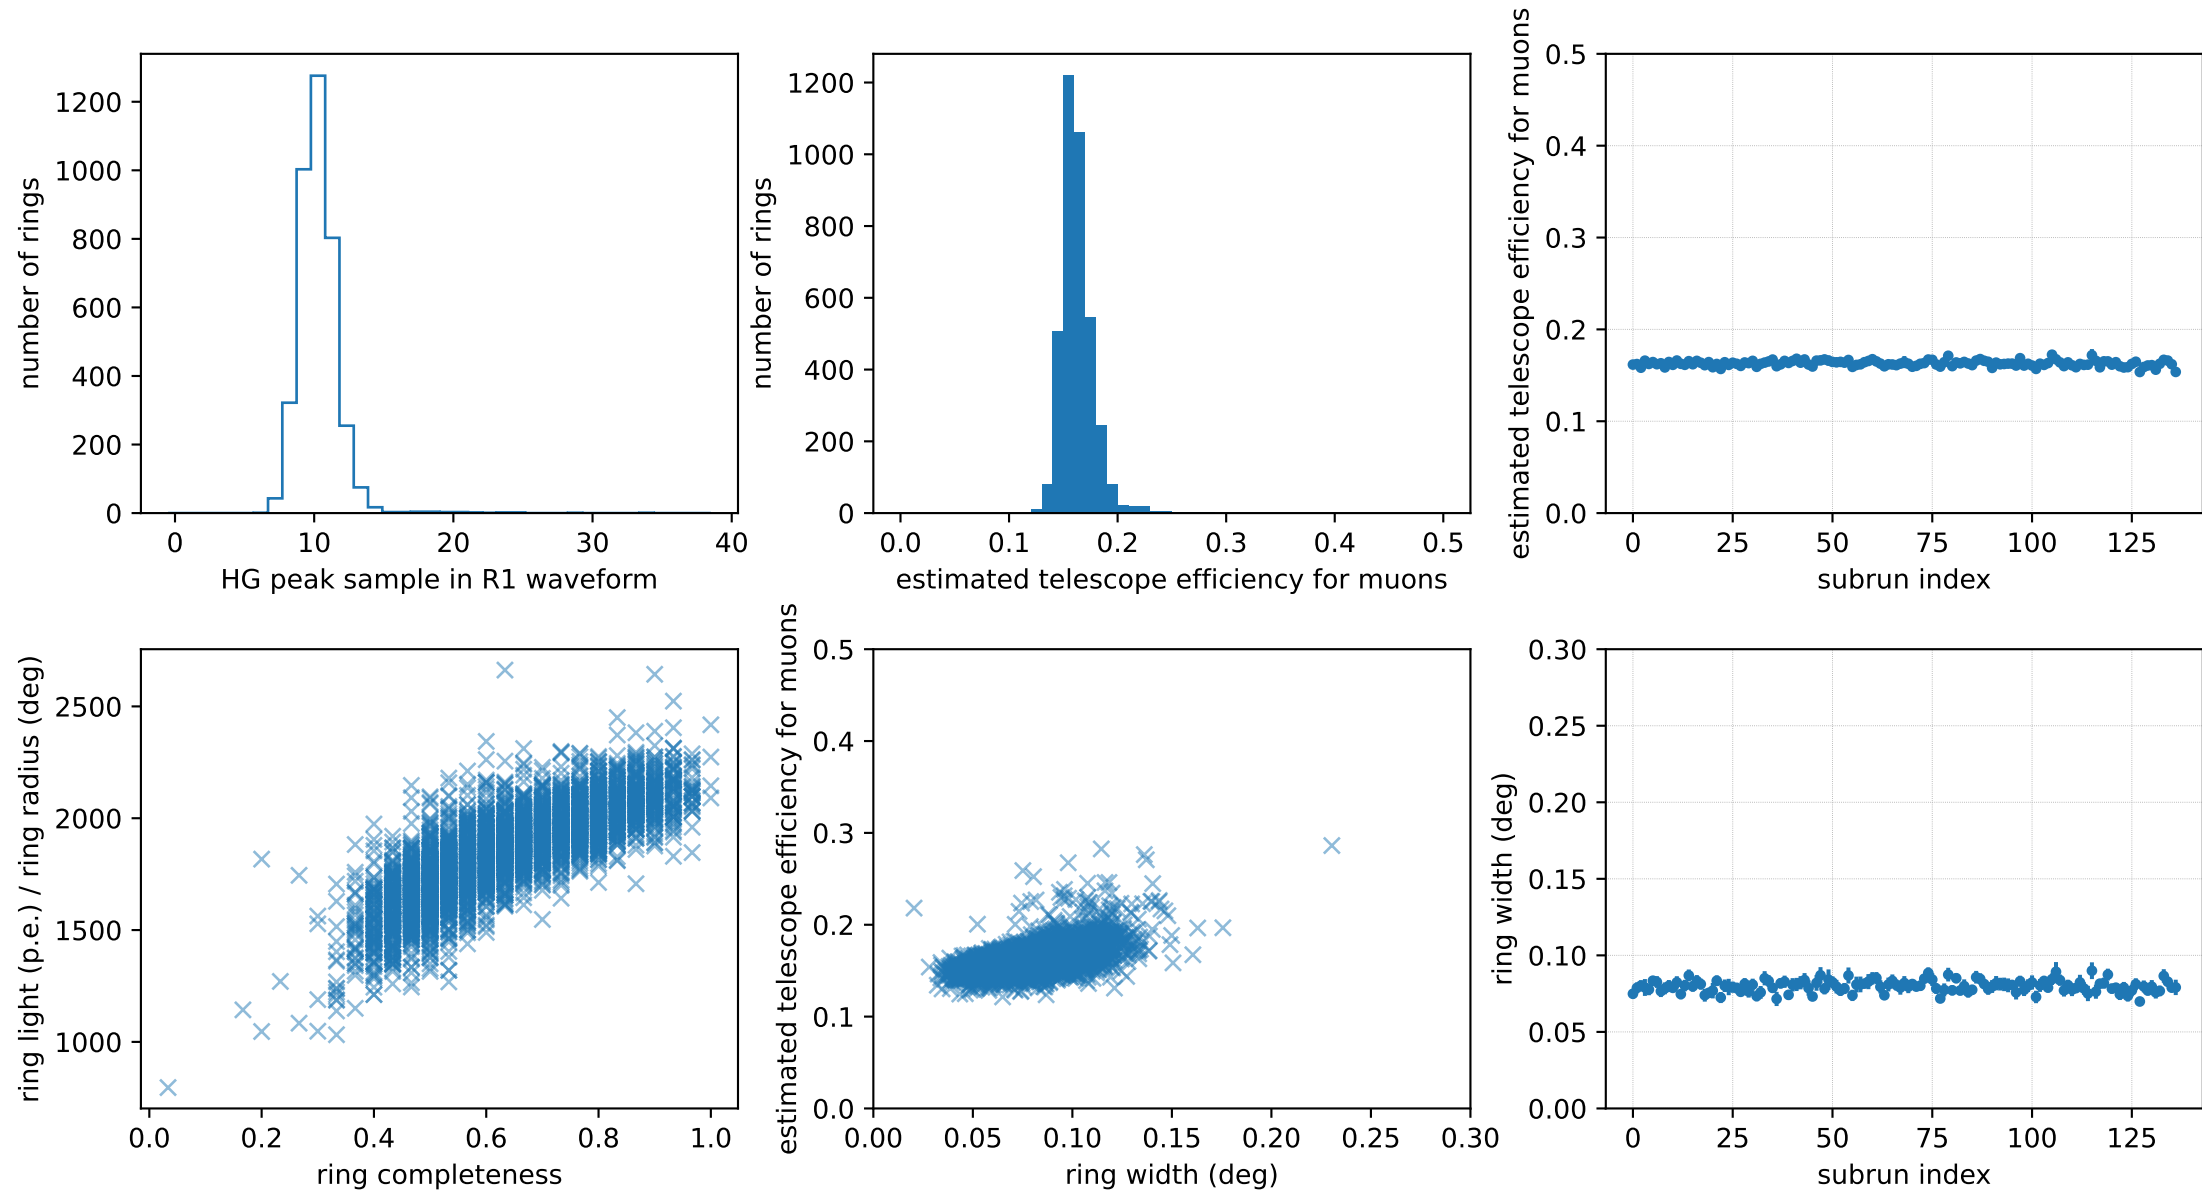 number of rings
1200
1000
800
600
400
200
0
0 10 20 30 40
HG peak sample in R1 waveform
number of rings
1200
1000
800
600
400
200
0
0.0 0.1 0.2 0.3 0.4 0.5
estimated telescope efficiency for muons
estimated telescope efficiency for muons
0.5
0.4
0.3
0.2
0.1
0.0
0 25 50 75 100 125
subrun index
ring light (p.e.) / ring radius (deg)
2500
2000
1500
1000
0.0 0.2 0.4 0.6 0.8 1.0
ring completeness
estimated telescope efficiency for muons
0.5
0.4
0.3
0.2
0.1
0.0
0.00 0.05 0.10 0.15 0.20 0.25 0.30
ring width (deg)
ring width (deg)
0.30
0.25
0.20
0.15
0.10
0.05
0.00
0 25 50 75 100 125
subrun index